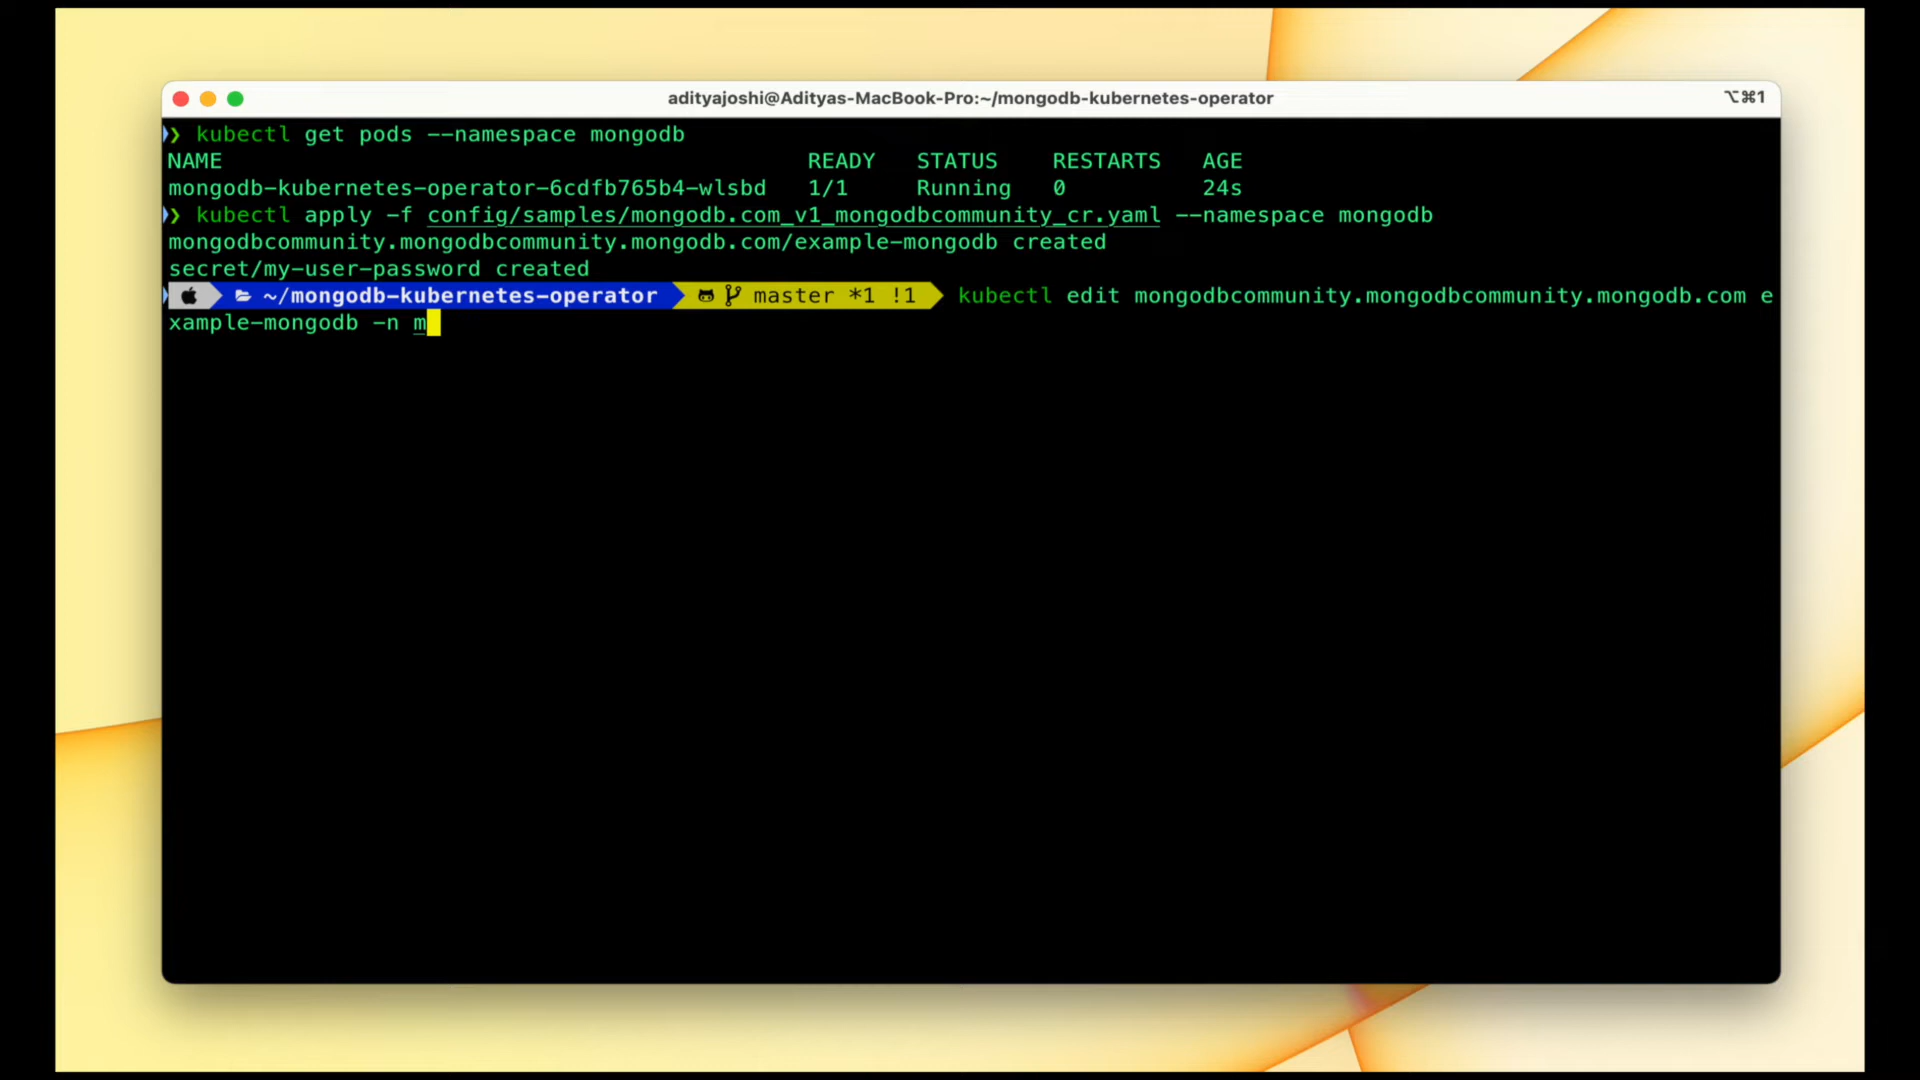 adityajoshi@Adityas-MacBook-Pro:~/mongodb-kubernetes-operator ⌥⌘1
❯ kubectl get pods --namespace mongodb
NAME READY STATUS RESTARTS AGE
mongodb-kubernetes-operator-6cdfb765b4-wlsbd 1/1 Running 0 24s
❯ kubectl apply -f config/samples/mongodb.com_v1_mongodbcommunity_cr.yaml --namespace mongodb
mongodbcommunity.mongodbcommunity.mongodb.com/example-mongodb created
secret/my-user-password created
~/mongodb-kubernetes-operator master *1 !1 kubectl edit mongodbcommunity.mongodbcommunity.mongodb.com e
xample-mongodb -n m